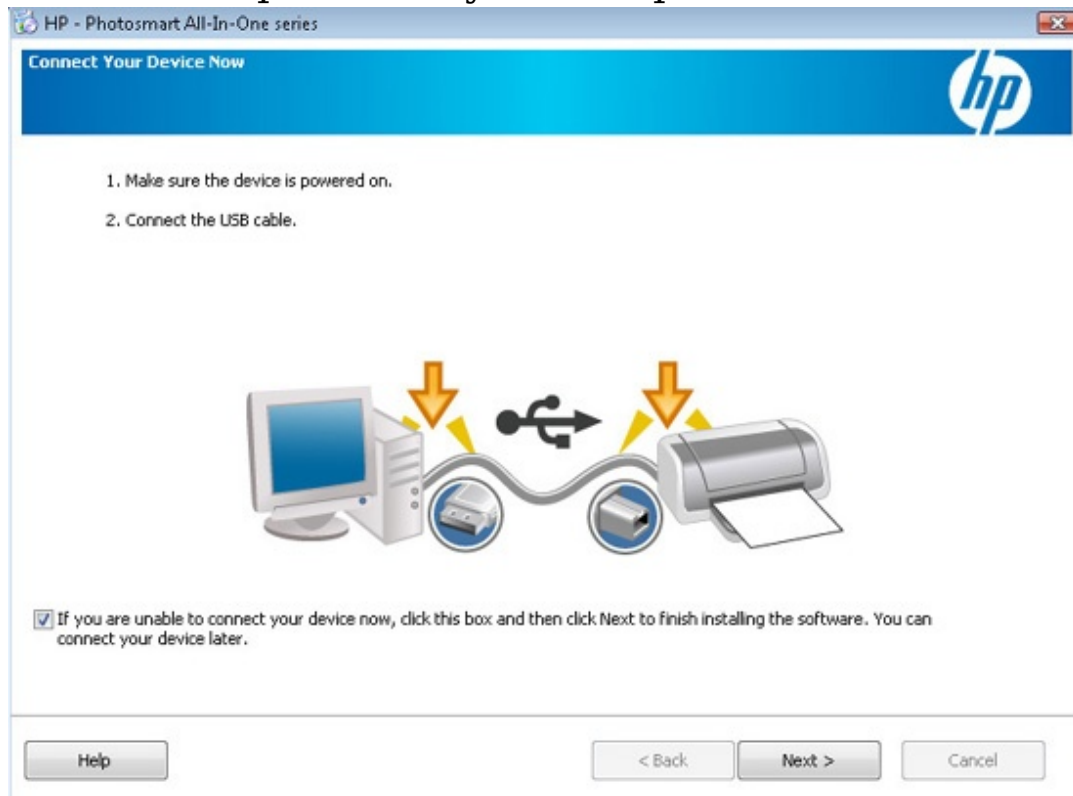 HP - Photosmart All-In-One series
Connect Your Device Now
hp
1. Make sure the device is powered on.
2. Connect the USB cable.
If you are unable to connect your device now, click this box and then click Next to finish installing the software. You can
connect your device later.
Help
< Back
Next >
Cancel